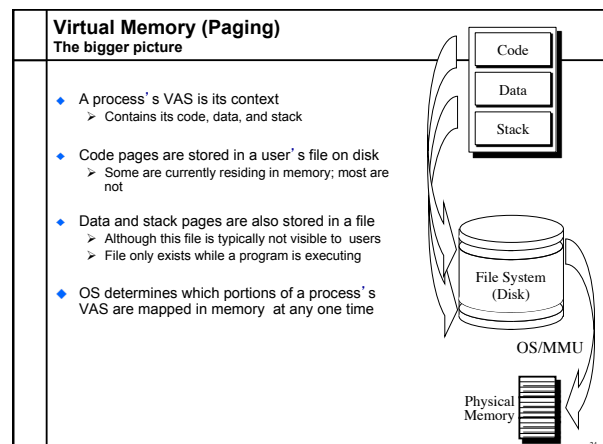 Virtual Memory (Paging)
The bigger picture
◆ A process's VAS is its context
➢ Contains its code, data, and stack
◆ Code pages are stored in a user's file on disk
➢ Some are currently residing in memory; most are
not
◆ Data and stack pages are also stored in a file
➢ Although this file is typically not visible to users
➢ File only exists while a program is executing
◆ OS determines which portions of a process's
VAS are mapped in memory at any one time
Code
Data
Stack
File System
(Disk)
OS/MMU
Physical
Memory